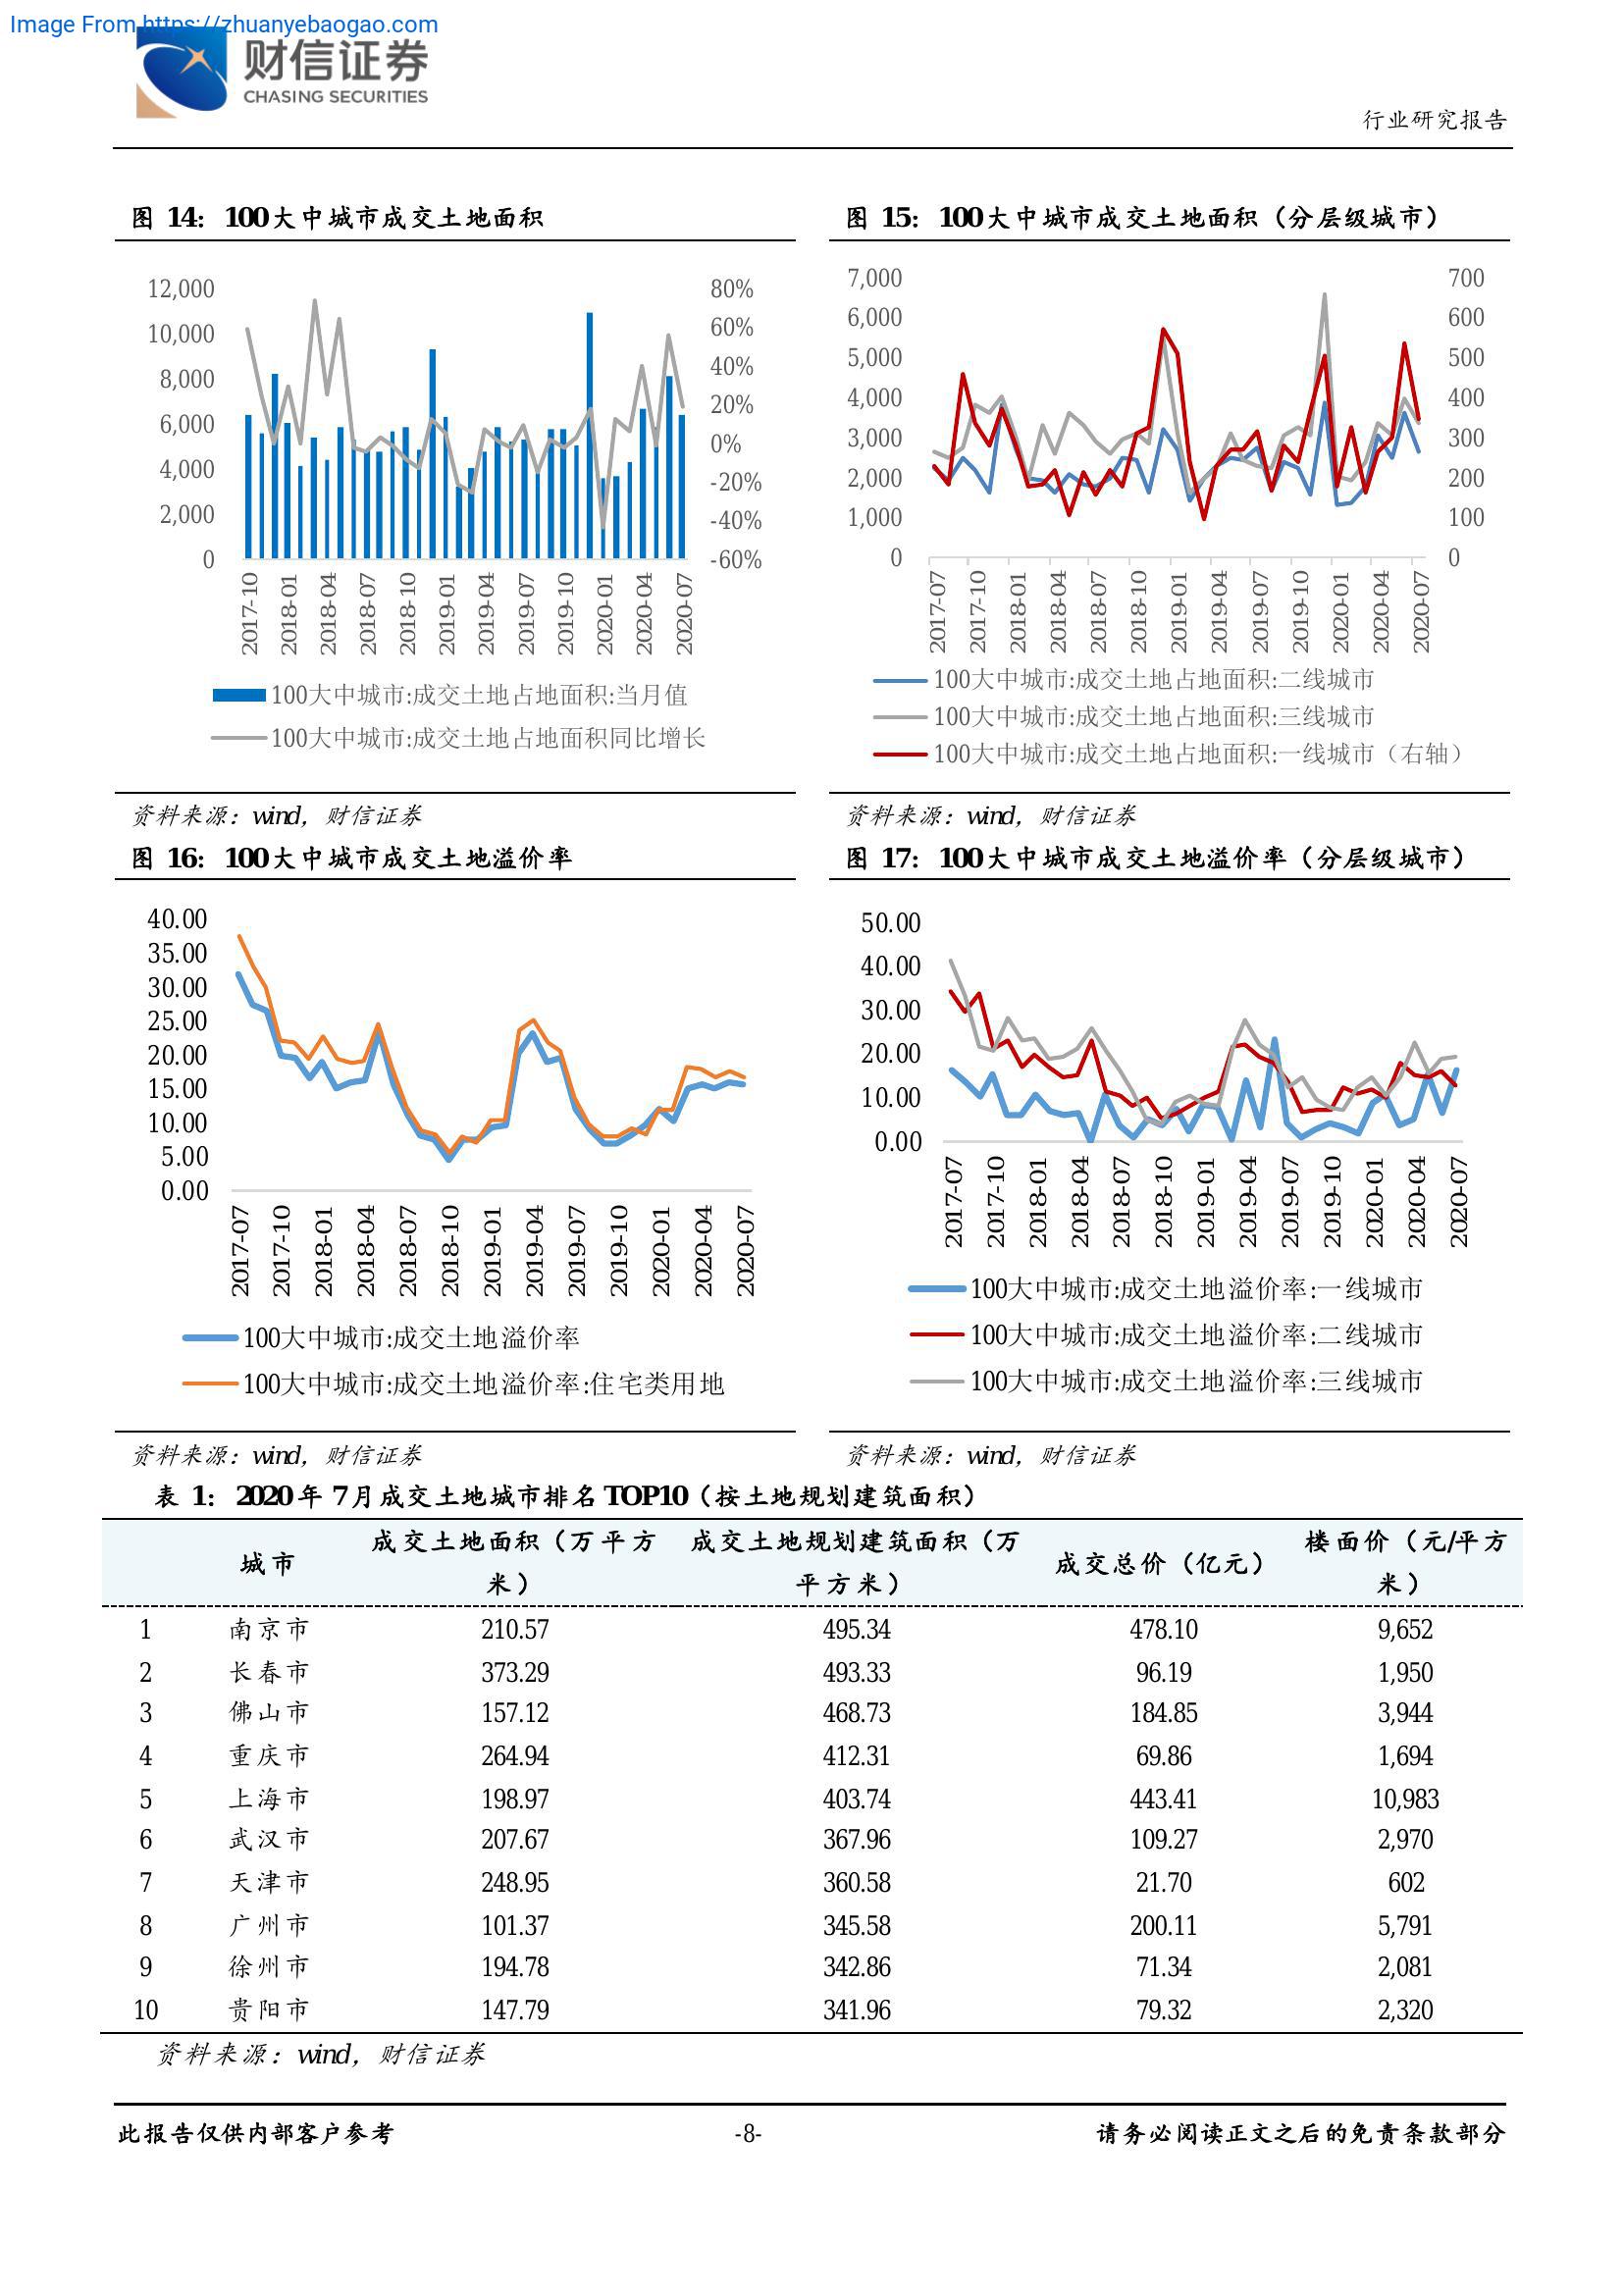 Image From https://zhuanyebaogao.com
财信证券
CHASING SECURITIES
行业研究报告
图 14：100大中城市成交土地面积
12,000
10,000
8,000
6,000
4,000
2,000
0
80%
60%
40%
20%
0%
-20%
-40%
-60%
2017-10
2018-01
2018-04
2018-07
2018-10
2019-01
2019-04
2019-07
2019-10
2020-01
2020-04
2020-07
100大中城市:成交土地占地面积:当月值
100大中城市:成交土地占地面积同比增长
资料来源：wind，财信证券
图 15：100大中城市成交土地面积（分层级城市）
7,000
6,000
5,000
4,000
3,000
2,000
1,000
0
700
600
500
400
300
200
100
0
2017-07
2017-10
2018-01
2018-04
2018-07
2018-10
2019-01
2019-04
2019-07
2019-10
2020-01
2020-04
2020-07
100大中城市:成交土地占地面积:二线城市
100大中城市:成交土地占地面积:三线城市
100大中城市:成交土地占地面积:一线城市（右轴）
资料来源：wind，财信证券
图 16：100大中城市成交土地溢价率
40.00
35.00
30.00
25.00
20.00
15.00
10.00
5.00
0.00
2017-07
2017-10
2018-01
2018-04
2018-07
2018-10
2019-01
2019-04
2019-07
2019-10
2020-01
2020-04
2020-07
100大中城市:成交土地溢价率
100大中城市:成交土地溢价率:住宅类用地
资料来源：wind，财信证券
图 17：100大中城市成交土地溢价率（分层级城市）
50.00
40.00
30.00
20.00
10.00
0.00
2017-07
2017-10
2018-01
2018-04
2018-07
2018-10
2019-01
2019-04
2019-07
2019-10
2020-01
2020-04
2020-07
100大中城市:成交土地溢价率:一线城市
100大中城市:成交土地溢价率:二线城市
100大中城市:成交土地溢价率:三线城市
资料来源：wind，财信证券
表 1：2020年 7月成交土地城市排名TOP10（按土地规划建筑面积）
城市 成交土地面积（万平方米） 成交土地规划建筑面积（万平方米） 成交总价（亿元） 楼面价（元/平方米）
1 南京市 210.57 495.34 478.10 9,652
2 长春市 373.29 493.33 96.19 1,950
3 佛山市 157.12 468.73 184.85 3,944
4 重庆市 264.94 412.31 69.86 1,694
5 上海市 198.97 403.74 443.41 10,983
6 武汉市 207.67 367.96 109.27 2,970
7 天津市 248.95 360.58 21.70 602
8 广州市 101.37 345.58 200.11 5,791
9 徐州市 194.78 342.86 71.34 2,081
10 贵阳市 147.79 341.96 79.32 2,320
资料来源：wind，财信证券
此报告仅供内部客户参考
-8-
请务必阅读正文之后的免责条款部分